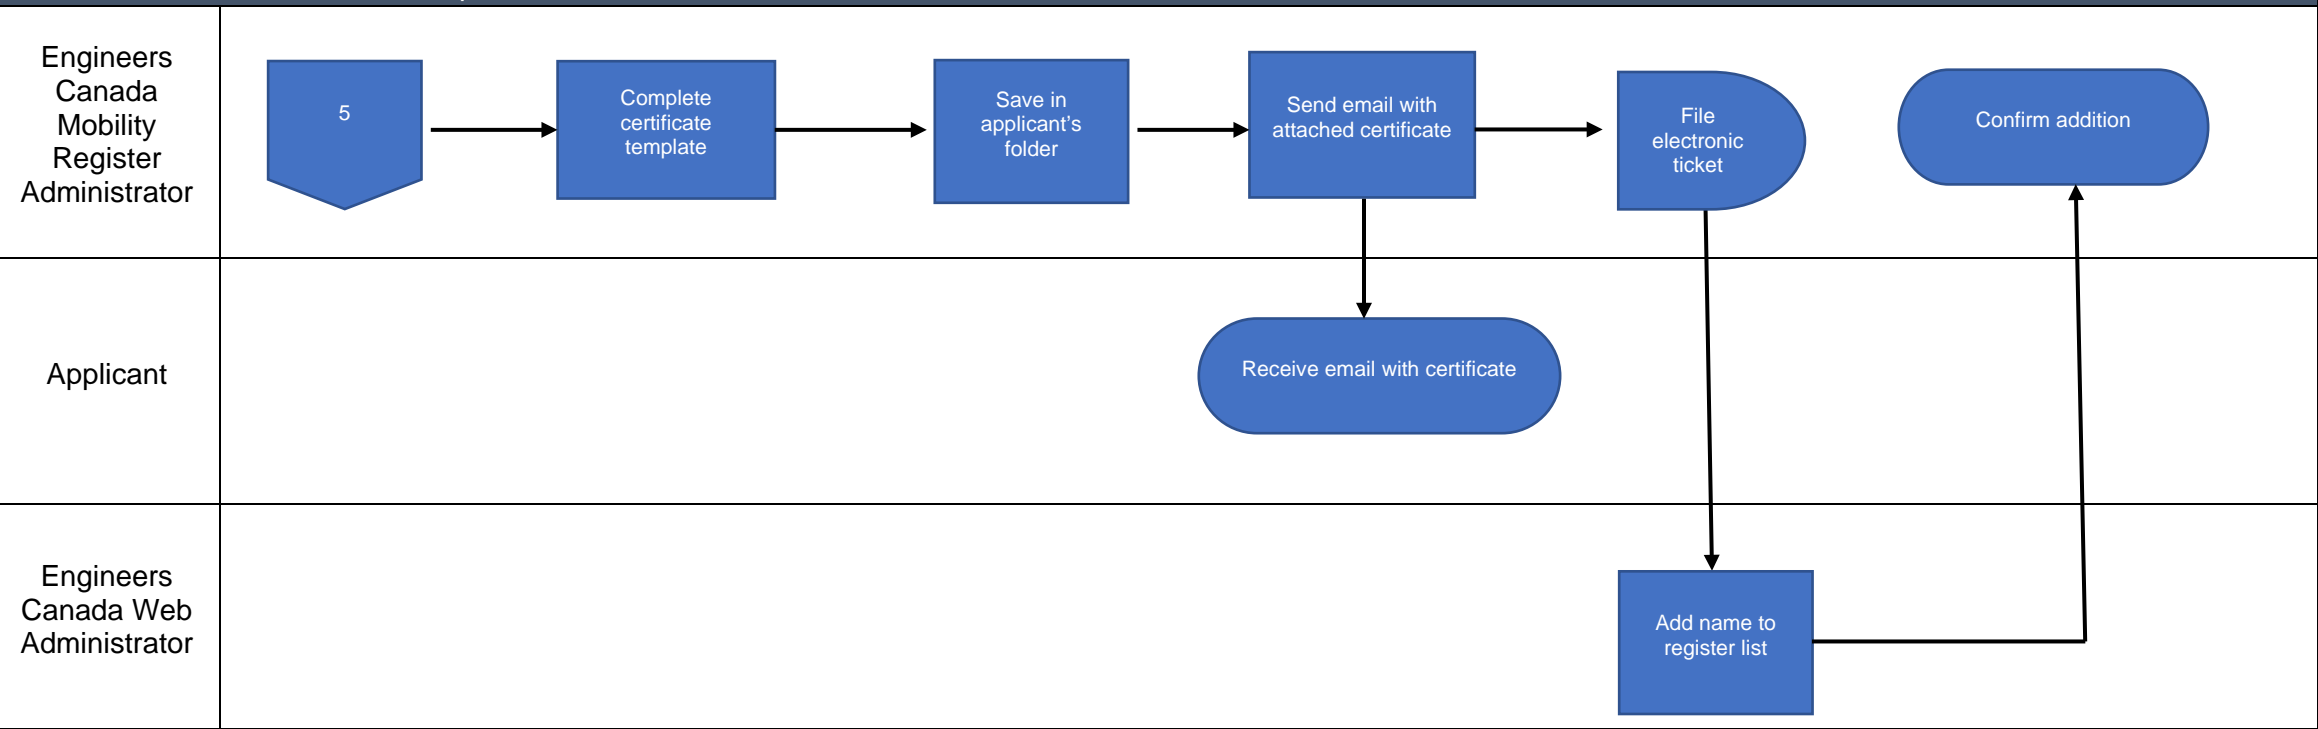 Engineers
Canada
Mobility
Register
Administrator
5
Complete
certificate
template
Save in
applicant’s
folder
Send email with
attached certificate
File
electronic
ticket
Confirm addition
Applicant
Receive email with certificate
Engineers
Canada Web
Administrator
Add name to
register list